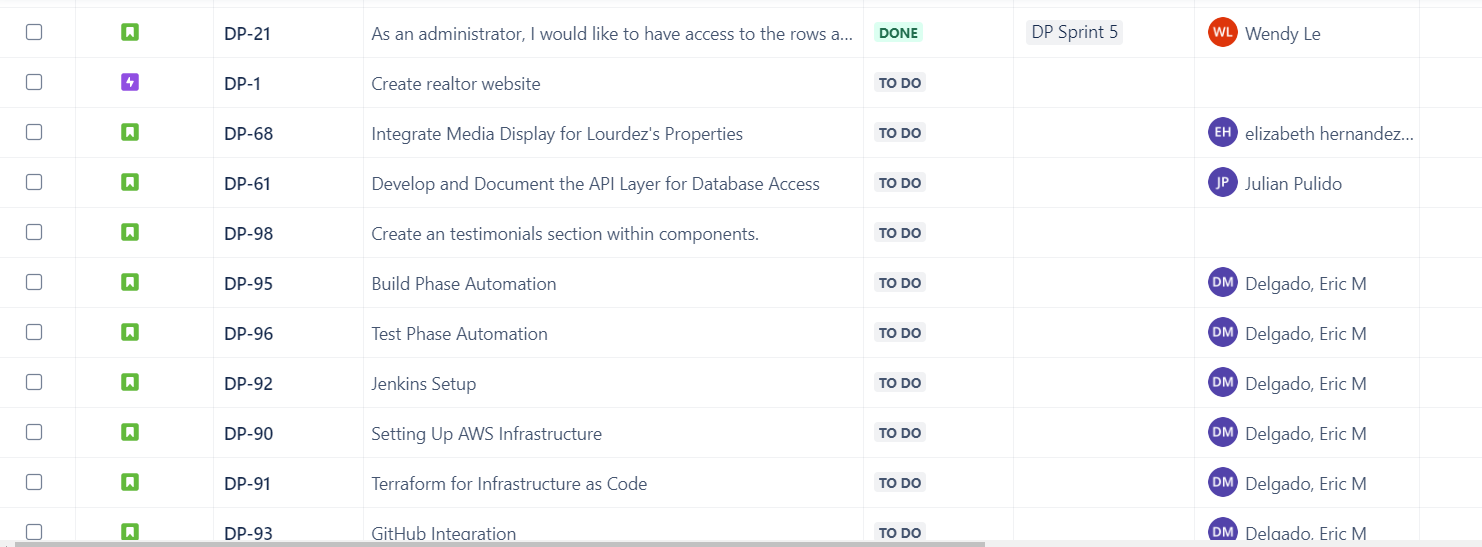 DP-21 As an administrator, I would like to have access to the rows a... DONE DP Sprint 5 WL Wendy Le
DP-1 Create realtor website TO DO
DP-68 Integrate Media Display for Lourdez's Properties TO DO EH elizabeth hernandez...
DP-61 Develop and Document the API Layer for Database Access TO DO JP Julian Pulido
DP-98 Create an testimonials section within components. TO DO
DP-95 Build Phase Automation TO DO DM Delgado, Eric M
DP-96 Test Phase Automation TO DO DM Delgado, Eric M
DP-92 Jenkins Setup TO DO DM Delgado, Eric M
DP-90 Setting Up AWS Infrastructure TO DO DM Delgado, Eric M
DP-91 Terraform for Infrastructure as Code TO DO DM Delgado, Eric M
DP-93 GitHub Integration TO DO DM Delgado, Eric M